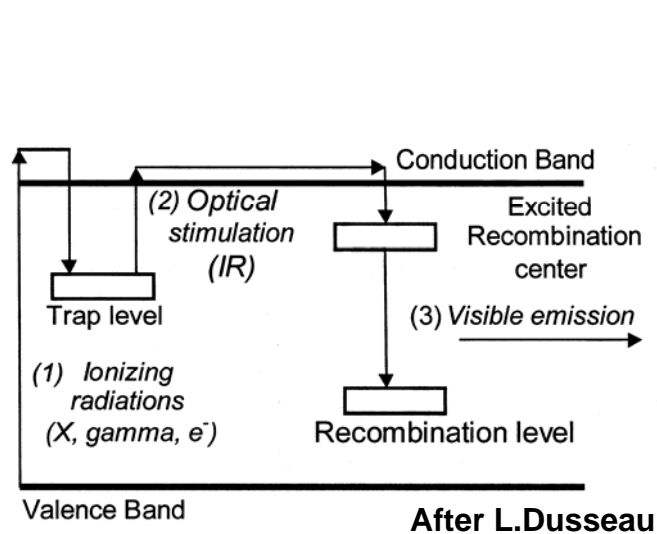 Conduction Band
(2) Optical
stimulation
(IR)
Excited
Recombination
center
Trap level
(3) Visible emission
(1) Ionizing
radiations
(X, gamma, e⁻)
Recombination level
Valence Band
After L.Dusseau